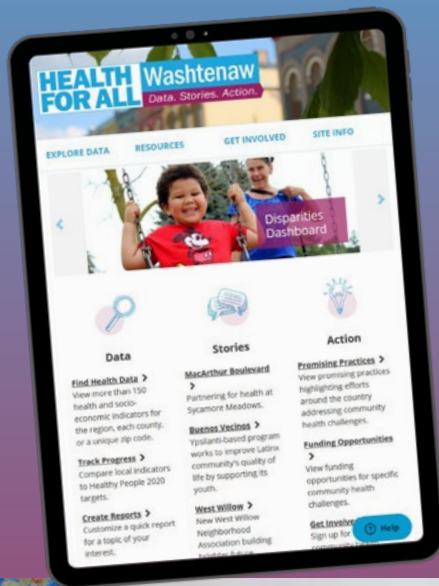 HEALTH
FOR ALL
Washtenaw
Data. Stories. Action.
EXPLORE DATA
RESOURCES
GET INVOLVED
SITE INFO
Disparities
Dashboard
Data
Find Health Data >
View more than 150
health and socio-
economic indicators for
the region, each county,
or a unique zip code.
Track Progress >
Compare local indicators
to Healthy People 2020
targets.
Create Reports >
Customize a quick report
for a topic of your
interest.
Stories
MacArthur Boulevard
>
Partnering for health at
Sycamore Meadows.
Buenos Vecinos >
Ypsilanti-based program
works to improve Latinx
community's quality of
life by supporting its
youth.
West Willow >
New West Willow
Neighborhood
Association building
brighter future
Action
Promising Practices >
View promising practices
highlighting efforts
around the country
addressing community
health challenges.
Funding Opportunities
>
View funding
opportunities for specific
community health
challenges.
Get Involve
Sign up for
community
Help